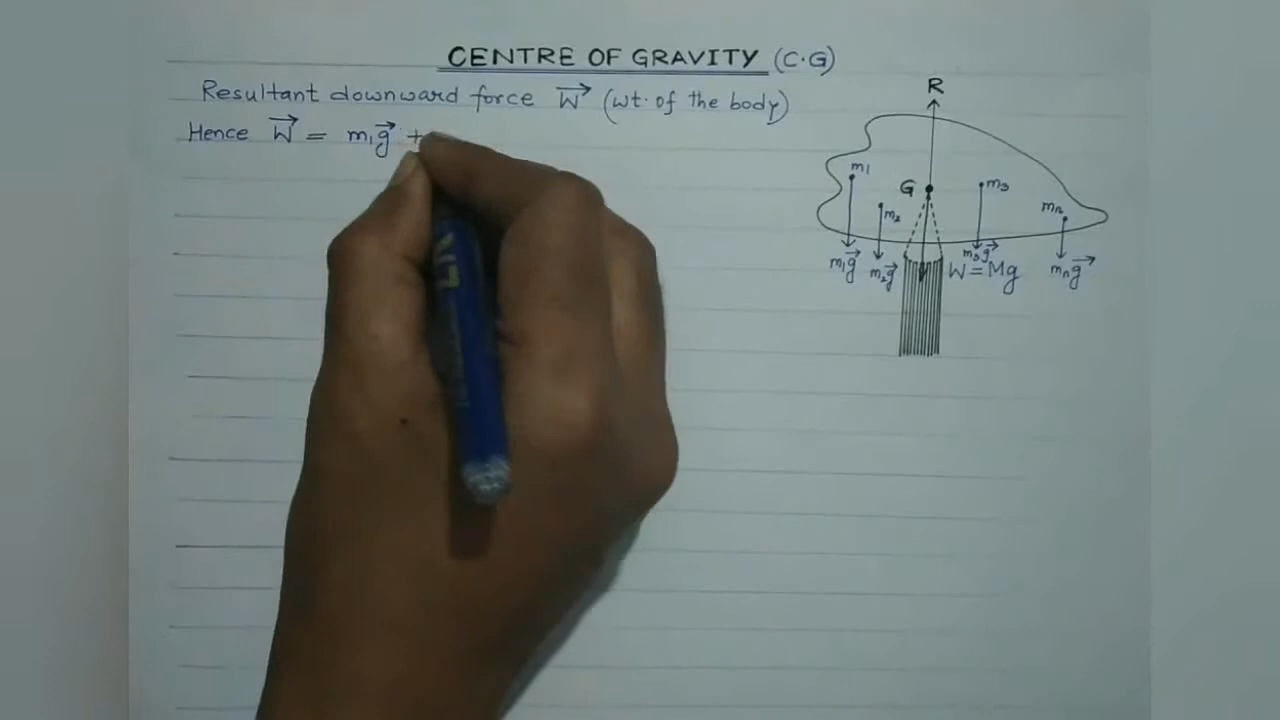 CENTRE OF GRAVITY (C.G)
Resultant downward force W⃗ (wt. of the body)
Hence W⃗ = m₁g⃗ +
R
m₁
G
m₃
m₂
mₙ
m₁g⃗
m₂g⃗
m₃g⃗
W = Mg
mₙg⃗